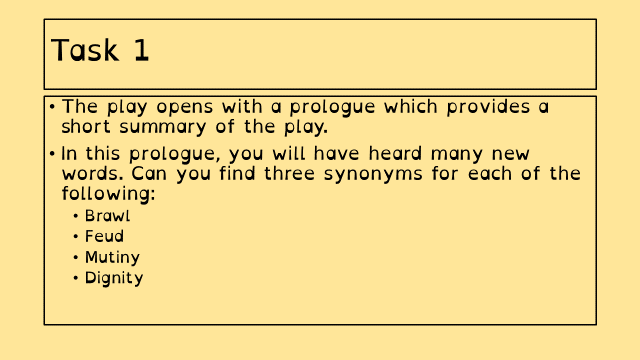 Task 1
• The play opens with a prologue which provides a
short summary of the play.
• In this prologue, you will have heard many new
words. Can you find three synonyms for each of the
following:
• Brawl
• Feud
• Mutiny
• Dignity